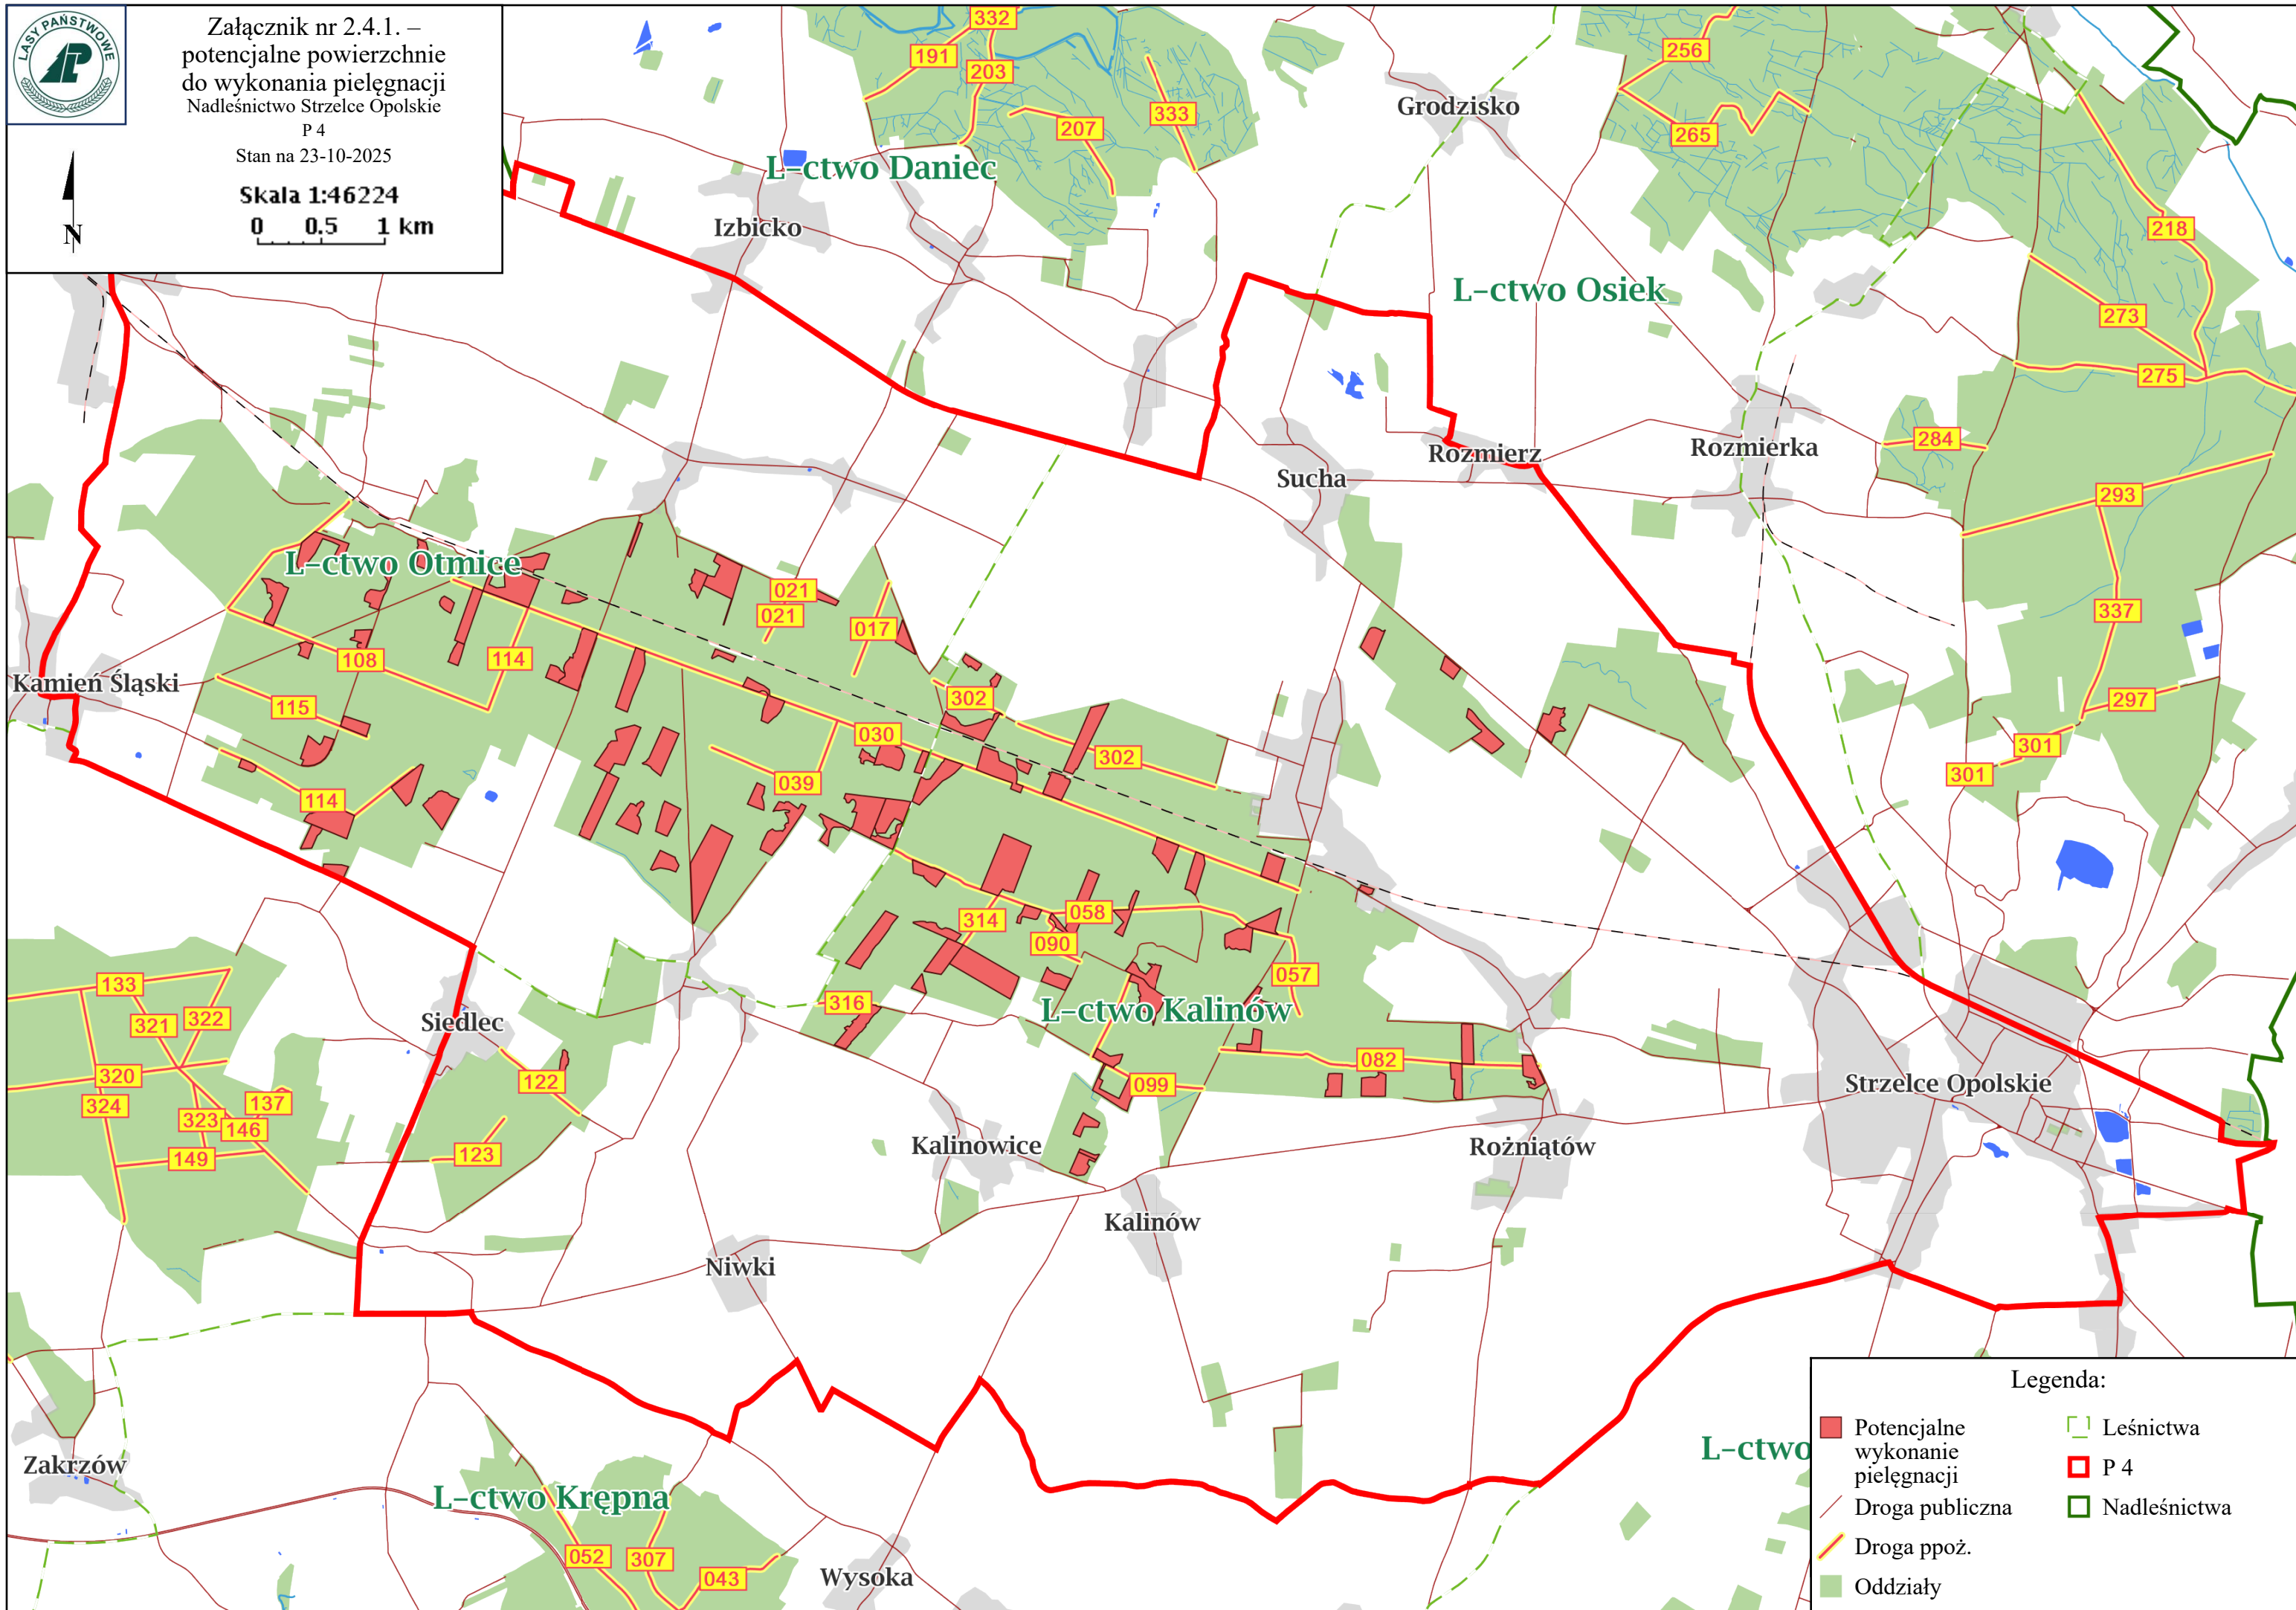 LASY PAŃSTWOWE
Załącznik nr 2.4.1. –
potencjalne powierzchnie
do wykonania pielęgnacji
Nadleśnictwo Strzelce Opolskie
P 4
Stan na 23-10-2025
Skala 1:46224
0 0.5 1 km
N
332
191
203
256
333
Grodzisko
207
265
L-ctwo Daniec
Izbicko
218
L-ctwo Osiek
273
275
284
Rozmierz
Rozmierka
Sucha
293
L-ctwo Otmice
021
021
337
017
108
114
Kamień Śląski
302
297
115
030
301
302
301
039
114
058
314
090
133
057
316
321
322
L-ctwo Kalinów
Siedlec
082
320
122
099
Strzelce Opolskie
324
137
323
146
Kalinowice
Rożniątów
123
149
Kalinów
Niwki
Zakrzów
L-ctwo
L-ctwo Krępna
052
307
043
Wysoka
Legenda:
Potencjalne
wykonanie
pielęgnacji
Droga publiczna
Droga ppoż.
Oddziały
Leśnictwa
P 4
Nadleśnictwa